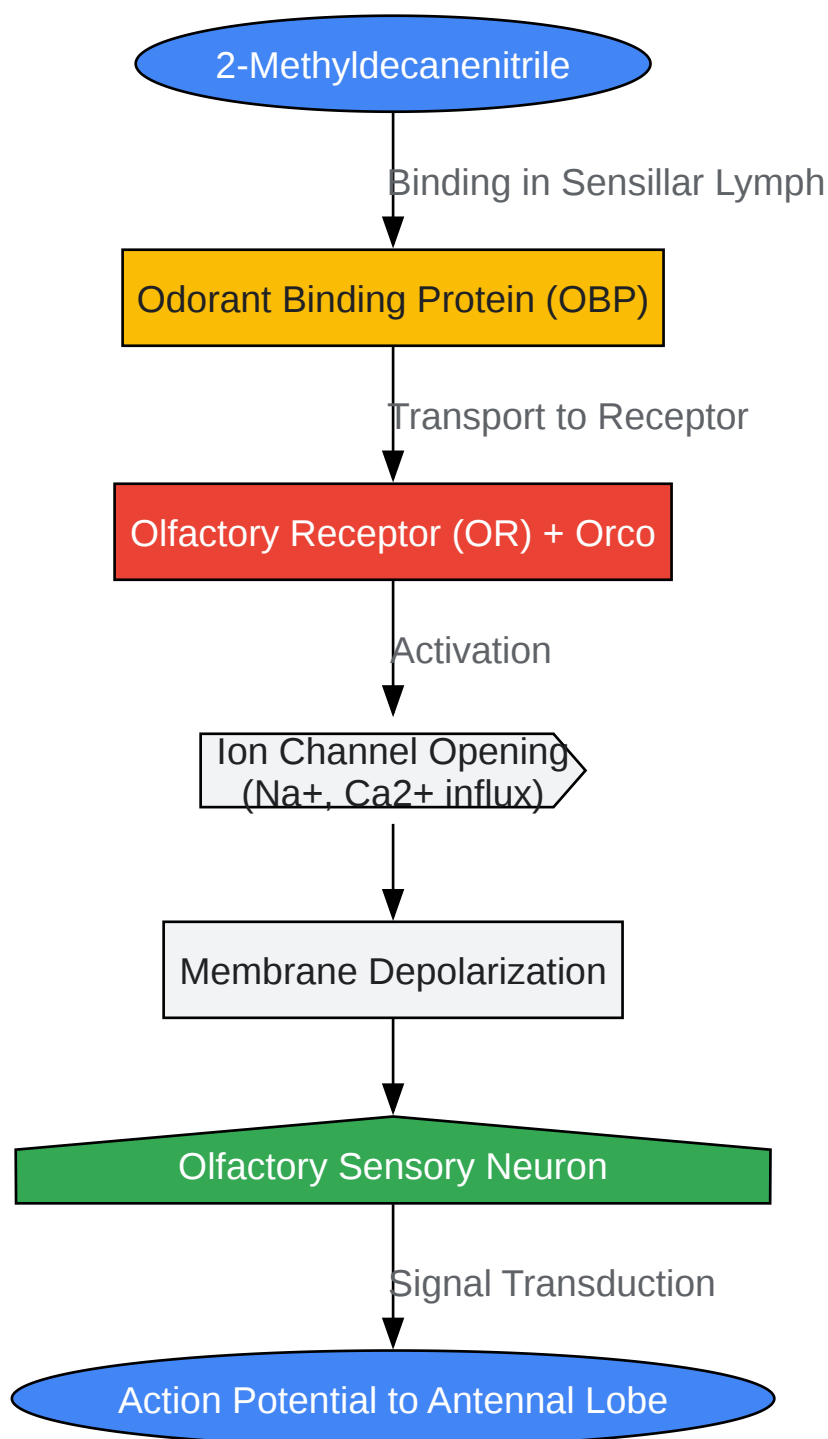 2-Methyldecanenitrile
Binding in Sensillar Lymph
Odorant Binding Protein (OBP)
Transport to Receptor
Olfactory Receptor (OR) + Orco
Activation
Ion Channel Opening
(Na+, Ca2+ influx)
Membrane Depolarization
Olfactory Sensory Neuron
Signal Transduction
Action Potential to Antennal Lobe